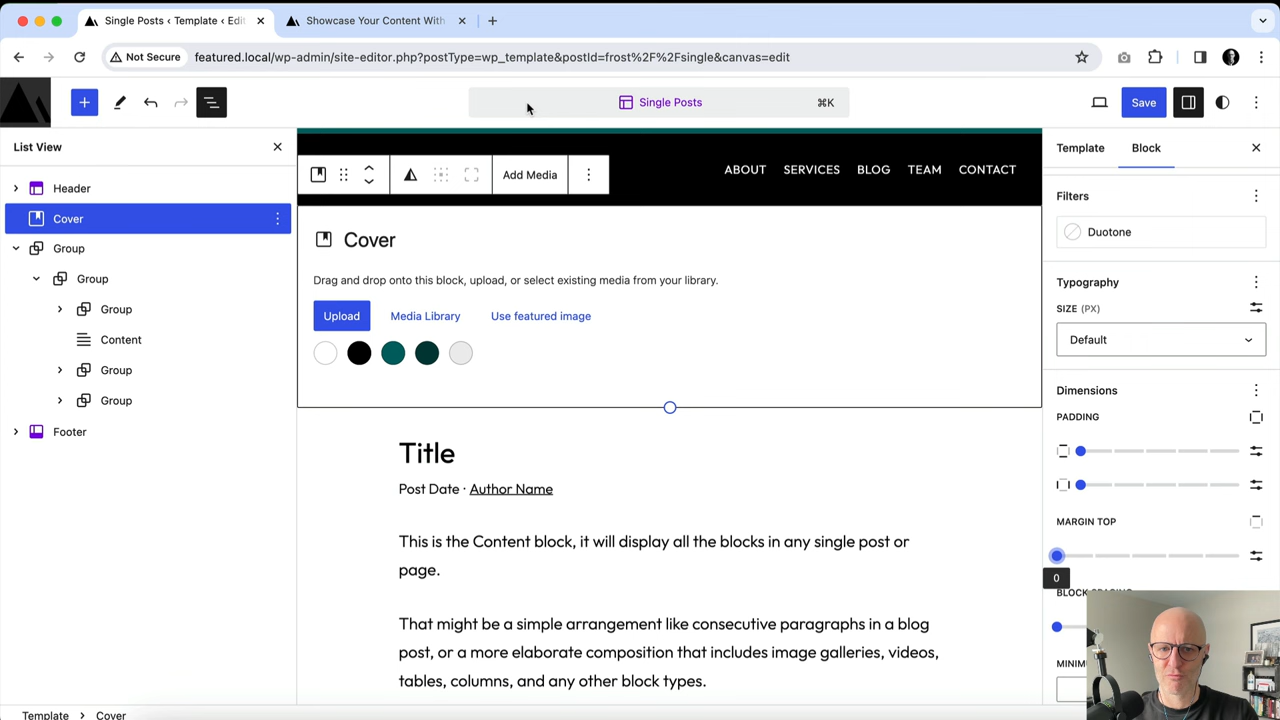 Single Posts ‹ Template ‹ Edi
Showcase Your Content With
Not Secure
featured.local/wp-admin/site-editor.php?postType=wp_template&postId=frost%2F%2Fsingle&canvas=edit
Single Posts
⌘K
Save
List View
Header
Cover
Group
Group
Group
Content
Group
Group
Footer
Add Media
ABOUT SERVICES BLOG TEAM CONTACT
Cover
Drag and drop onto this block, upload, or select existing media from your library.
Upload
Media Library
Use featured image
Title
Post Date · Author Name
This is the Content block, it will display all the blocks in any single post or
page.
That might be a simple arrangement like consecutive paragraphs in a blog
post, or a more elaborate composition that includes image galleries, videos,
tables, columns, and any other block types.
Template
Block
Filters
Duotone
Typography
SIZE (PX)
Default
Dimensions
PADDING
MARGIN TOP
0
BLOCK SPACING
Template > Cover